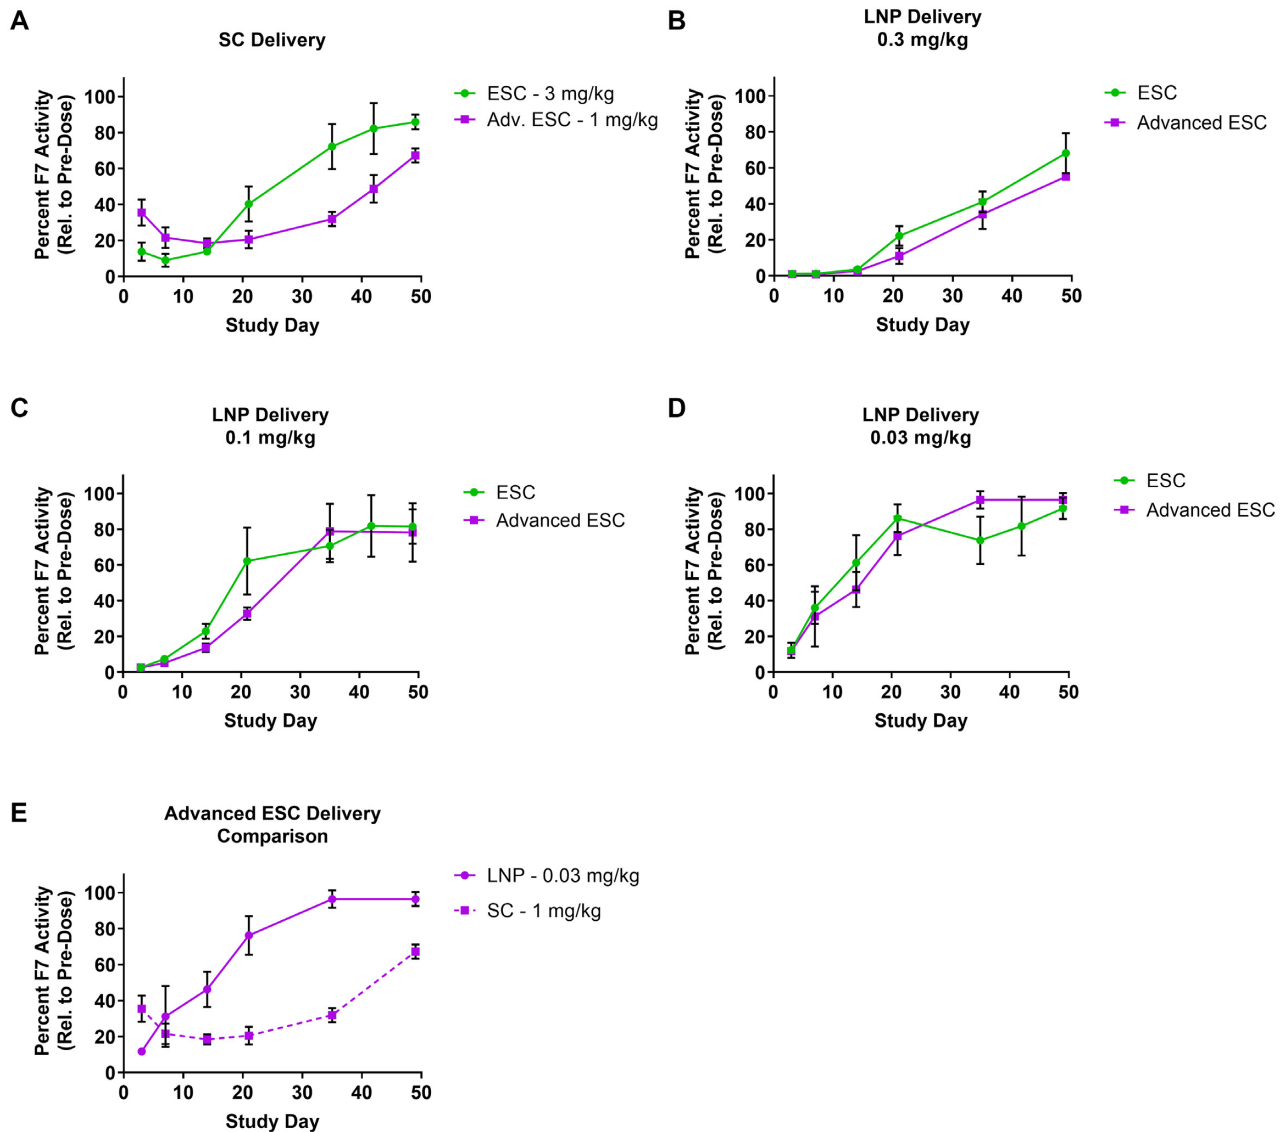 A
SC Delivery
Percent F7 Activity
(Rel. to Pre-Dose)
100
80
60
40
20
0
0 10 20 30 40 50
Study Day
ESC - 3 mg/kg
Adv. ESC - 1 mg/kg
B
LNP Delivery
0.3 mg/kg
Percent F7 Activity
(Rel. to Pre-Dose)
100
80
60
40
20
0
0 10 20 30 40 50
Study Day
ESC
Advanced ESC
C
LNP Delivery
0.1 mg/kg
Percent F7 Activity
(Rel. to Pre-Dose)
100
80
60
40
20
0
0 10 20 30 40 50
Study Day
ESC
Advanced ESC
D
LNP Delivery
0.03 mg/kg
Percent F7 Activity
(Rel. to Pre-Dose)
100
80
60
40
20
0
0 10 20 30 40 50
Study Day
ESC
Advanced ESC
E
Advanced ESC Delivery
Comparison
Percent F7 Activity
(Rel. to Pre-Dose)
100
80
60
40
20
0
0 10 20 30 40 50
Study Day
LNP - 0.03 mg/kg
SC - 1 mg/kg